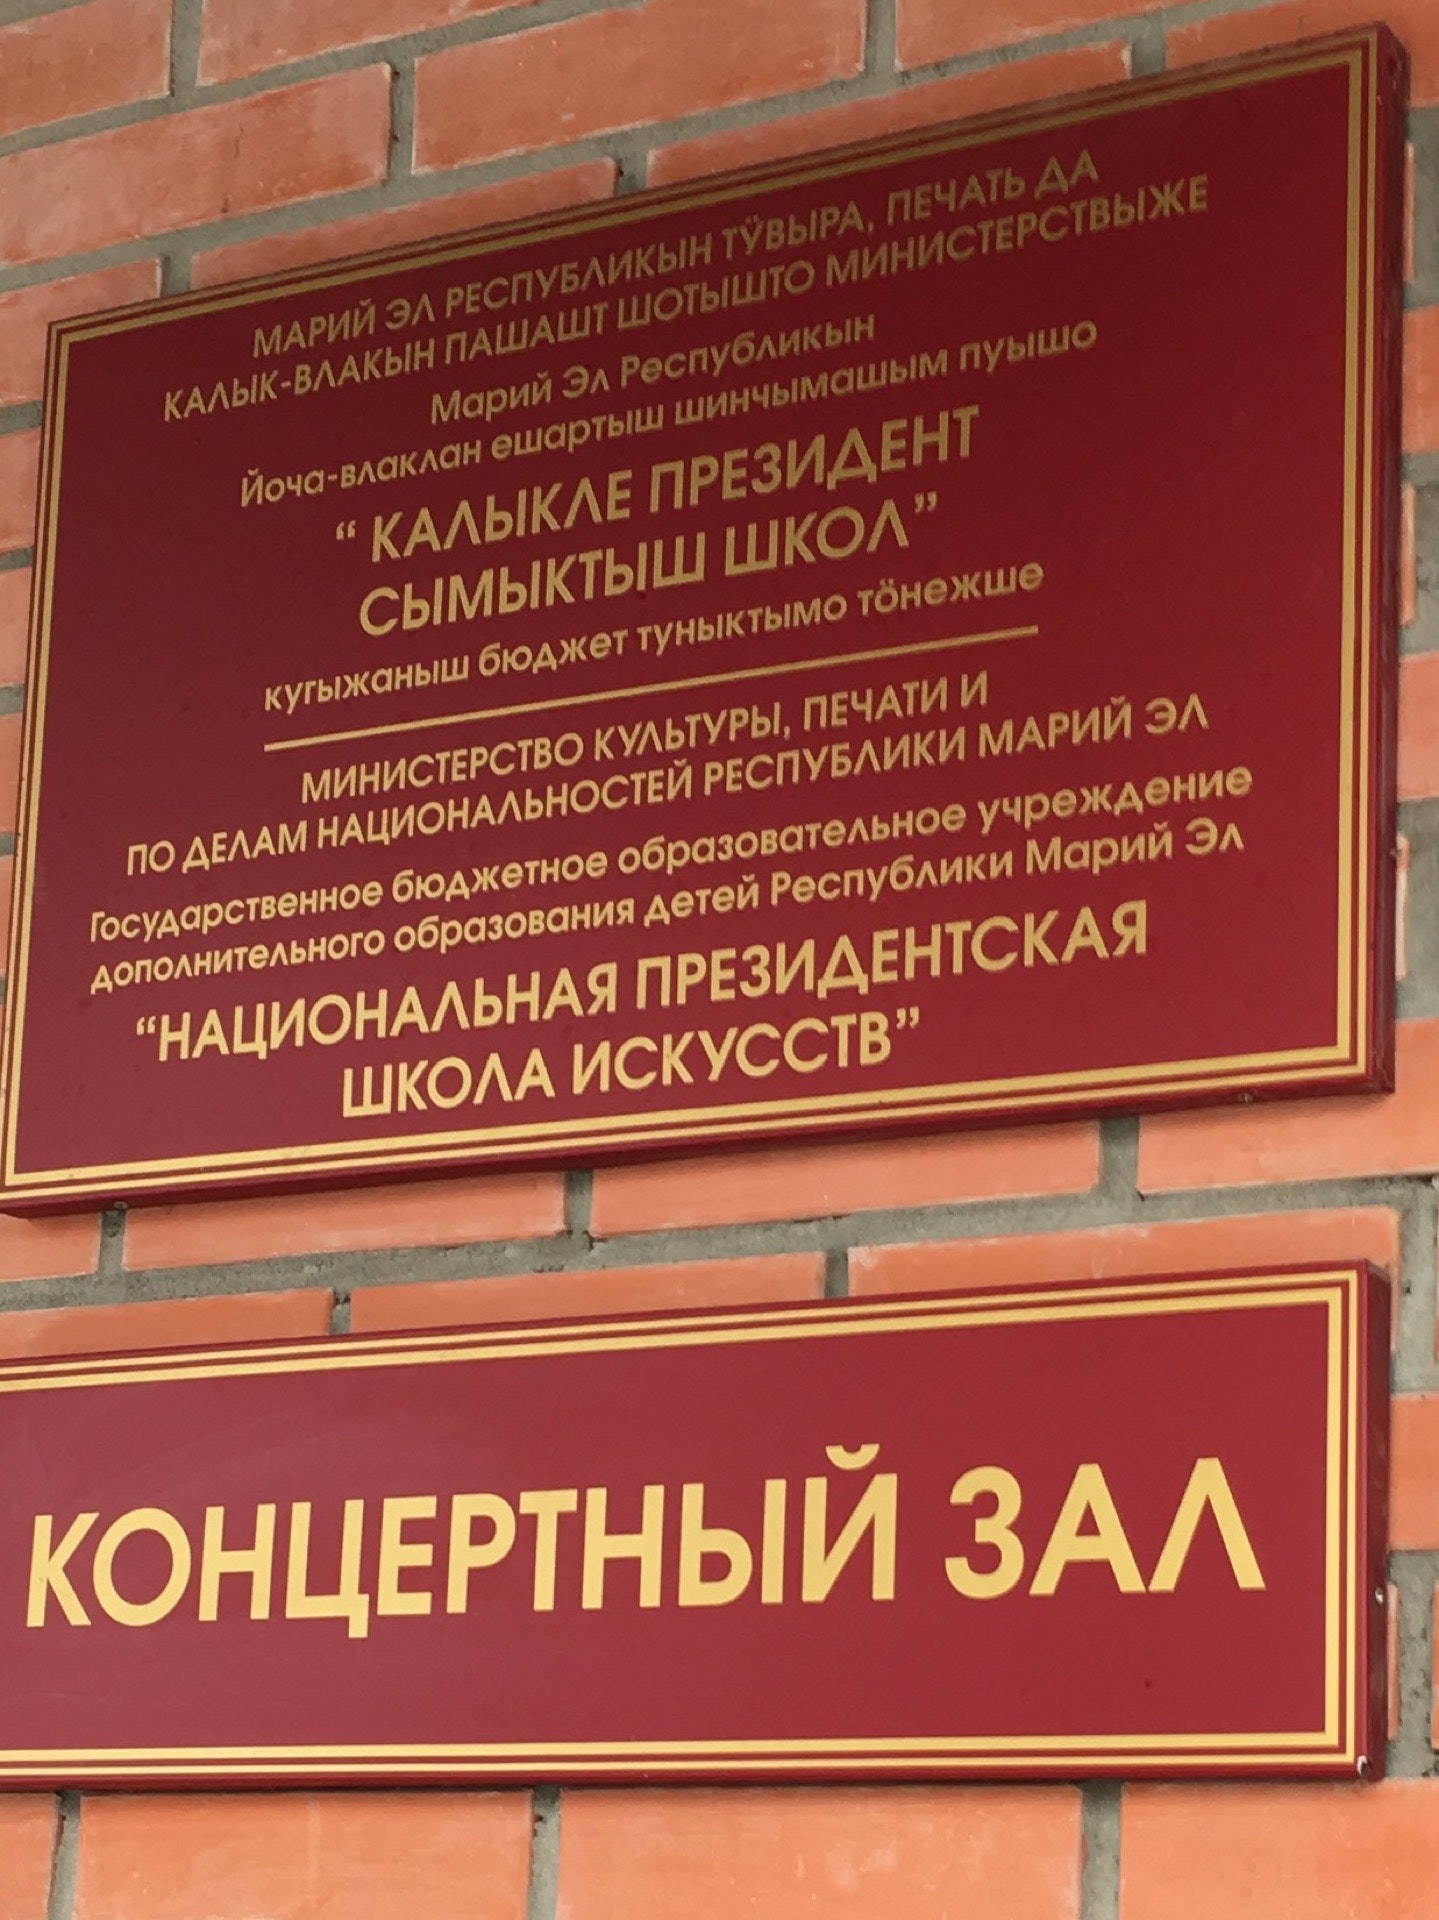 МАРИЙ ЭЛ РЕСПУБЛИКЫН ТӰВЫРА, ПЕЧАТЬ ДА
КАЛЫК-ВЛАКЫН ПАШАШТ ШОТЫШТО МИНИСТЕРСТВЫЖЕ
Марий Эл Республикын
Йоча-влаклан ешартыш шинчымашым пуышо
“ КАЛЫКЛЕ ПРЕЗИДЕНТ
СЫМЫКТЫШ ШКОЛ”
кугыжаныш бюджет туныктымо тӧнежше
МИНИСТЕРСТВО КУЛЬТУРЫ, ПЕЧАТИ И
ПО ДЕЛАМ НАЦИОНАЛЬНОСТЕЙ РЕСПУБЛИКИ МАРИЙ ЭЛ
Государственное бюджетное образовательное учреждение
дополнительного образования детей Республики Марий Эл
“НАЦИОНАЛЬНАЯ ПРЕЗИДЕНТСКАЯ
ШКОЛА ИСКУССТВ”
КОНЦЕРТНЫЙ ЗАЛ